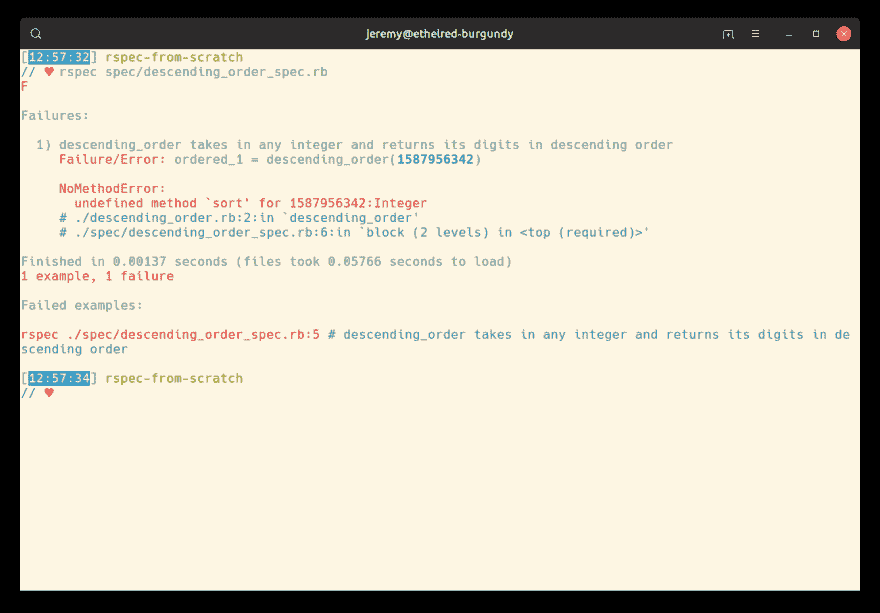 jeremy@ethelred-burgundy
[12:57:32] rspec-from-scratch
// ♥ rspec spec/descending_order_spec.rb
F
Failures:
1) descending_order takes in any integer and returns its digits in descending order
Failure/Error: ordered_1 = descending_order(1587956342)
NoMethodError:
undefined method `sort' for 1587956342:Integer
# ./descending_order.rb:2:in `descending_order'
# ./spec/descending_order_spec.rb:6:in `block (2 levels) in <top (required)>'
Finished in 0.00137 seconds (files took 0.05766 seconds to load)
1 example, 1 failure
Failed examples:
rspec ./spec/descending_order_spec.rb:5 # descending_order takes in any integer and returns its digits in de
scending order
[12:57:34] rspec-from-scratch
// ♥